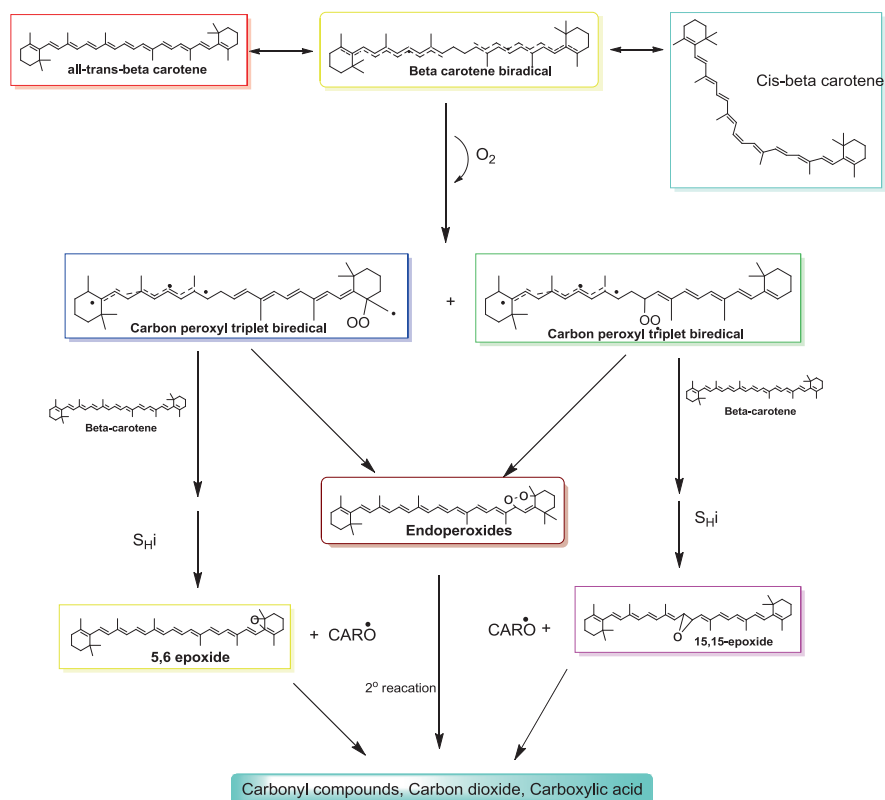 all-trans-beta carotene
Beta carotene biradical
Cis-beta carotene
O2
OO
Carbon peroxyl triplet biredical
+
OO
Carbon peroxyl triplet biredical
Beta-carotene
Beta-carotene
O-O
Endoperoxides
SHi
SHi
O
5,6 epoxide
+ CARO
CARO +
O
15,15-epoxide
2o reacation
Carbonyl compounds, Carbon dioxide, Carboxylic acid